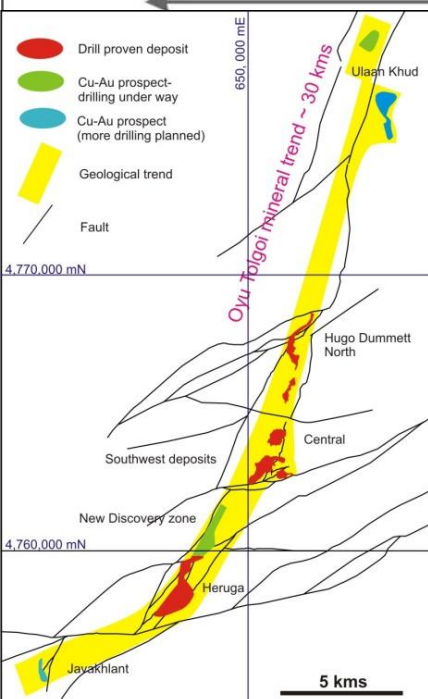 650, 000 mE
Drill proven deposit
Cu-Au prospect-
drilling under way
Cu-Au prospect
(more drilling planned)
Geological trend
Fault
Ulaan Khud
Oyu Tolgoi mineral trend ~ 30 kms
4,770,000 mN
Hugo Dummett
North
Central
Southwest deposits
New Discovery zone
4,760,000 mN
Heruga
Javakhlant
5 kms